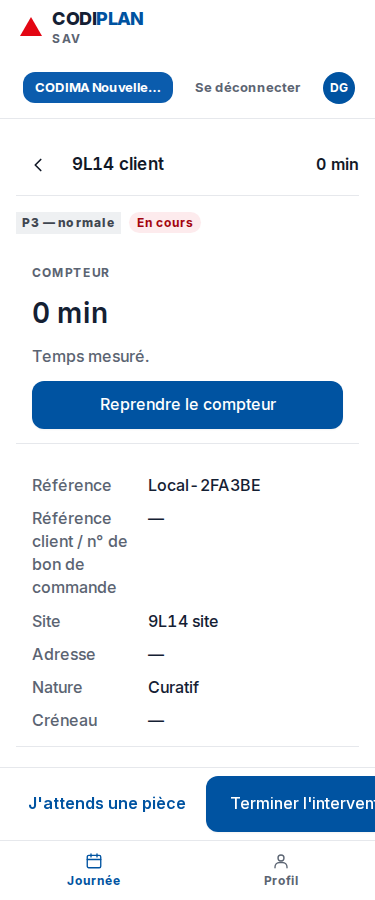 CODIPLAN
SAV
CODIMA Nouvelle...
Se déconnecter
DG
9L14 client
0 min
P3 — normale
En cours
COMPTEUR
0 min
Temps mesuré.
Reprendre le compteur
Référence
Local-2FA3BE
Référence
client / n° de
bon de
commande
—
Site
9L14 site
Adresse
—
Nature
Curatif
Créneau
—
J'attends une pièce
Terminer l'interven
Journée
Profil